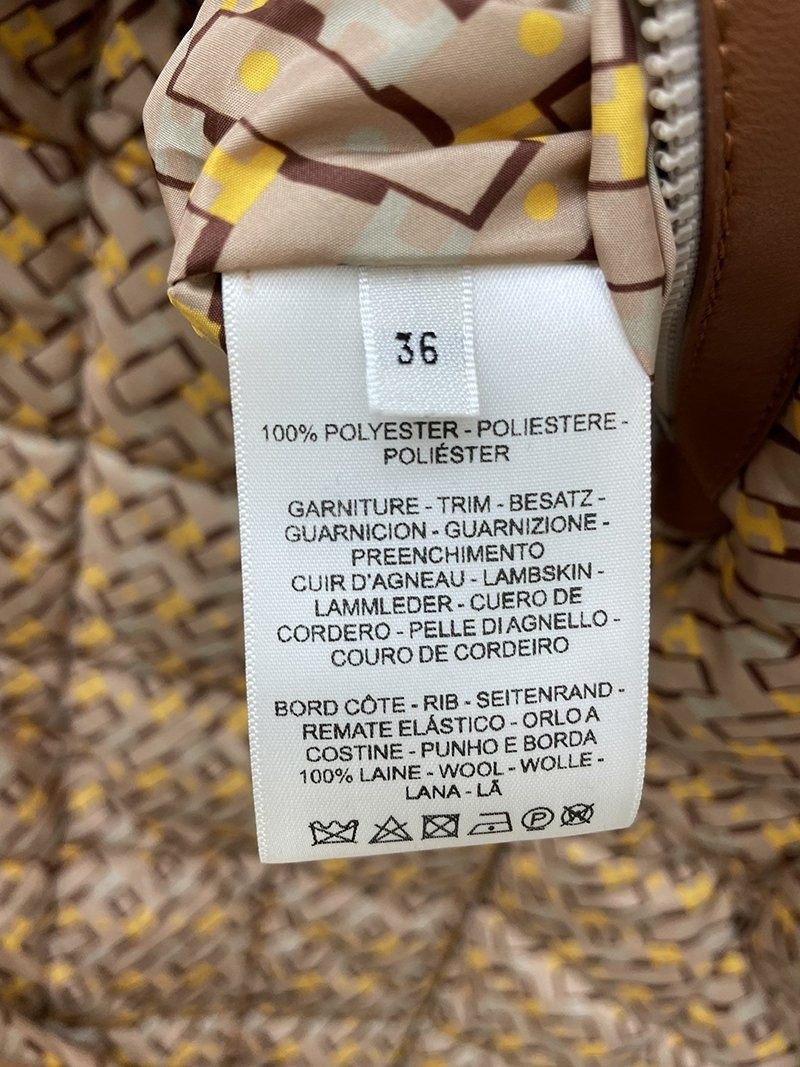 36
100% POLYESTER - POLIESTERE -
POLIÉSTER
GARNITURE - TRIM - BESATZ -
GUARNICION - GUARNIZIONE -
PREENCHIMENTO
CUIR D'AGNEAU - LAMBSKIN -
LAMMLEDER - CUERO DE
CORDERO - PELLE DI AGNELLO -
COURO DE CORDEIRO
BORD CÔTE - RIB - SEITENRAND -
REMATE ELÁSTICO - ORLO A
COSTINE - PUNHO E BORDA
100% LAINE - WOOL - WOLLE -
LANA - LÃ